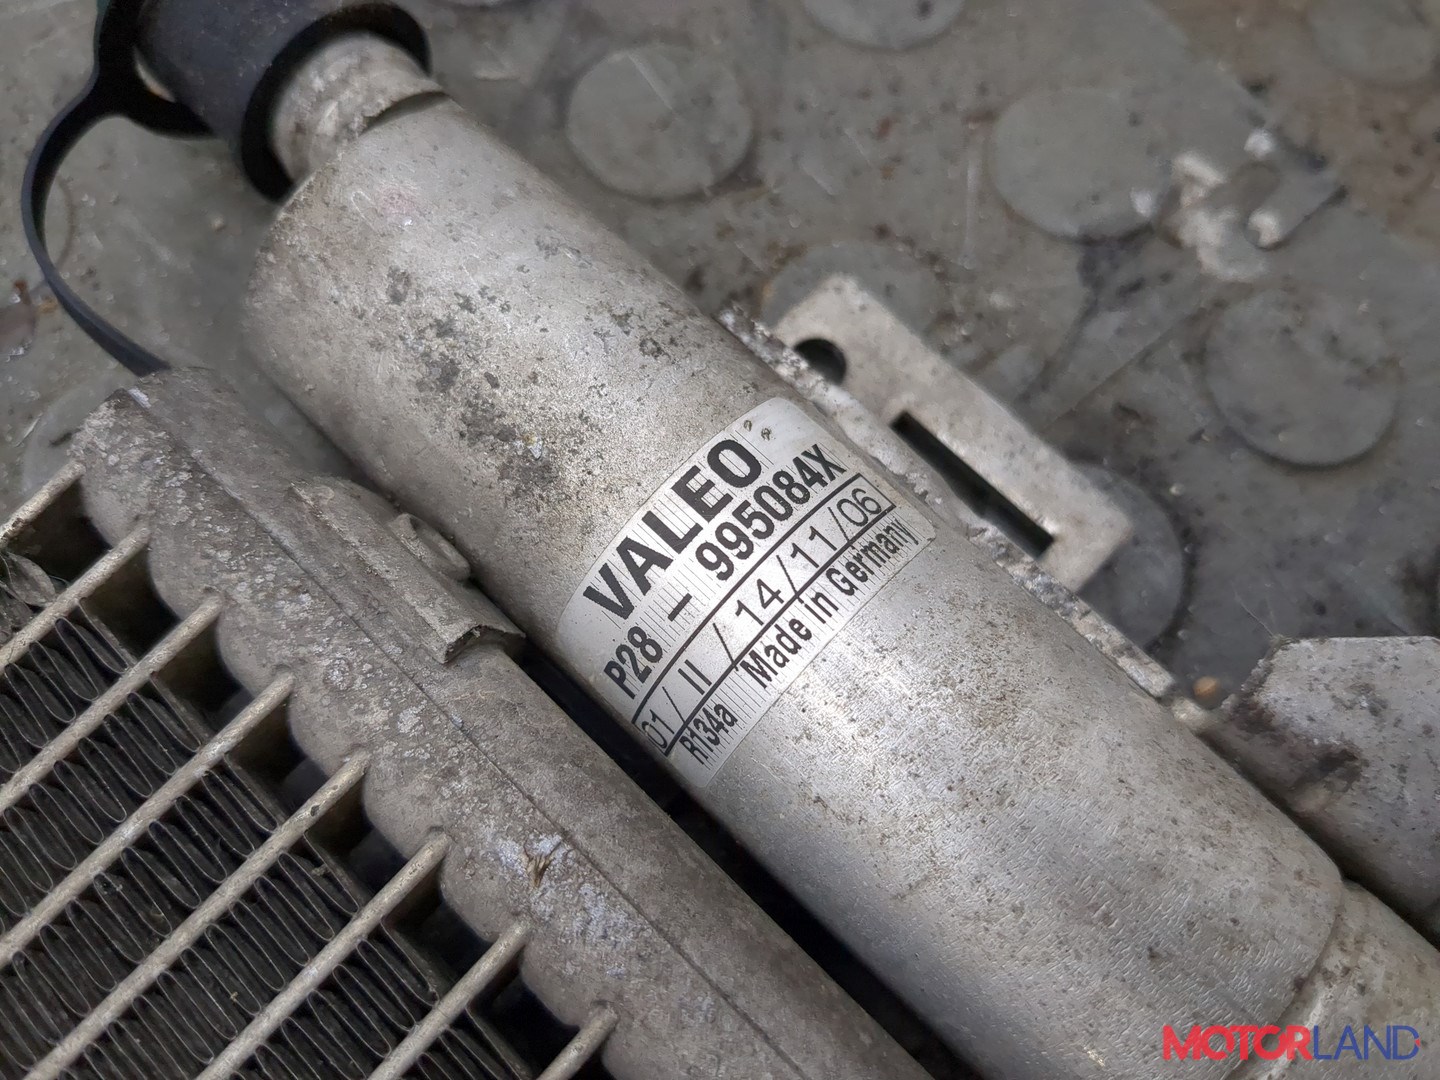 VALEO
P28 - 995084X
01 / II / 14 / 11 / 06
R134a Made in Germany
MOTORLAND